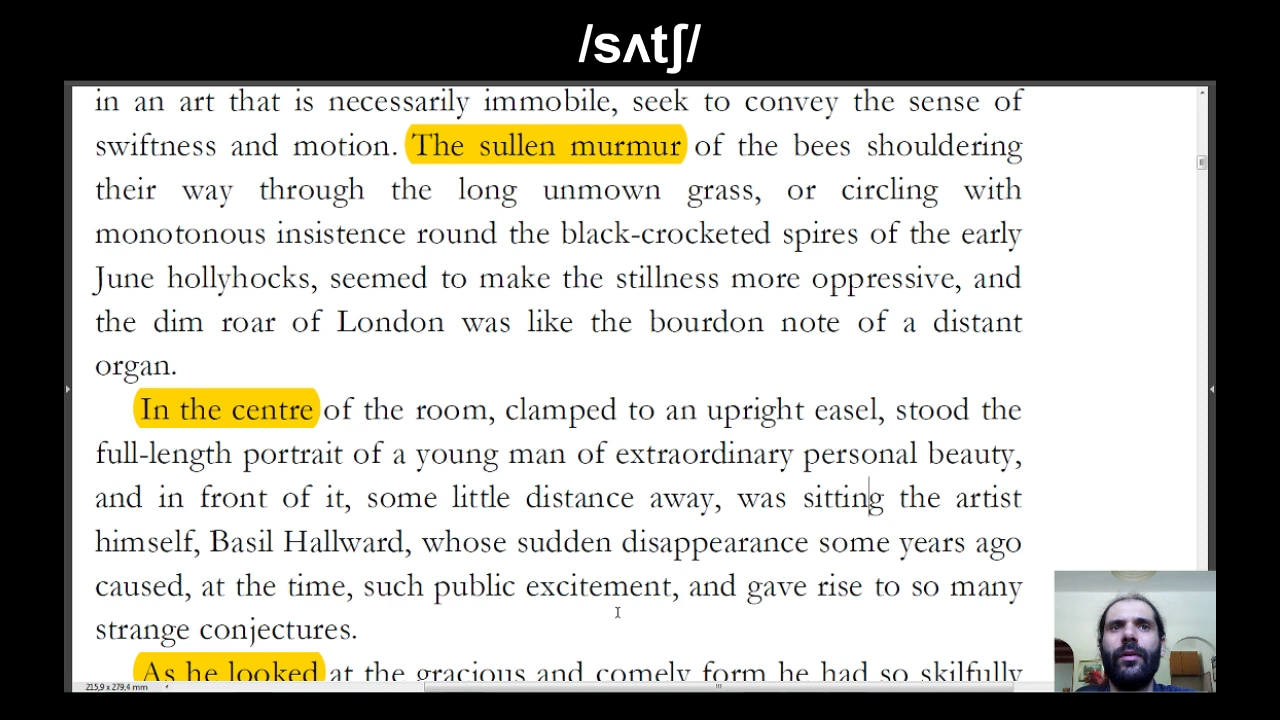 /sʌtʃ/
in an art that is necessarily immobile, seek to convey the sense of
swiftness and motion. The sullen murmur of the bees shouldering
their way through the long unmown grass, or circling with
monotonous insistence round the black-crocketed spires of the early
June hollyhocks, seemed to make the stillness more oppressive, and
the dim roar of London was like the bourdon note of a distant
organ.
In the centre of the room, clamped to an upright easel, stood the
full-length portrait of a young man of extraordinary personal beauty,
and in front of it, some little distance away, was sitting the artist
himself, Basil Hallward, whose sudden disappearance some years ago
caused, at the time, such public excitement, and gave rise to so many
strange conjectures.
As he looked at the gracious and comely form he had so skilfully
215,9 x 279,4 mm